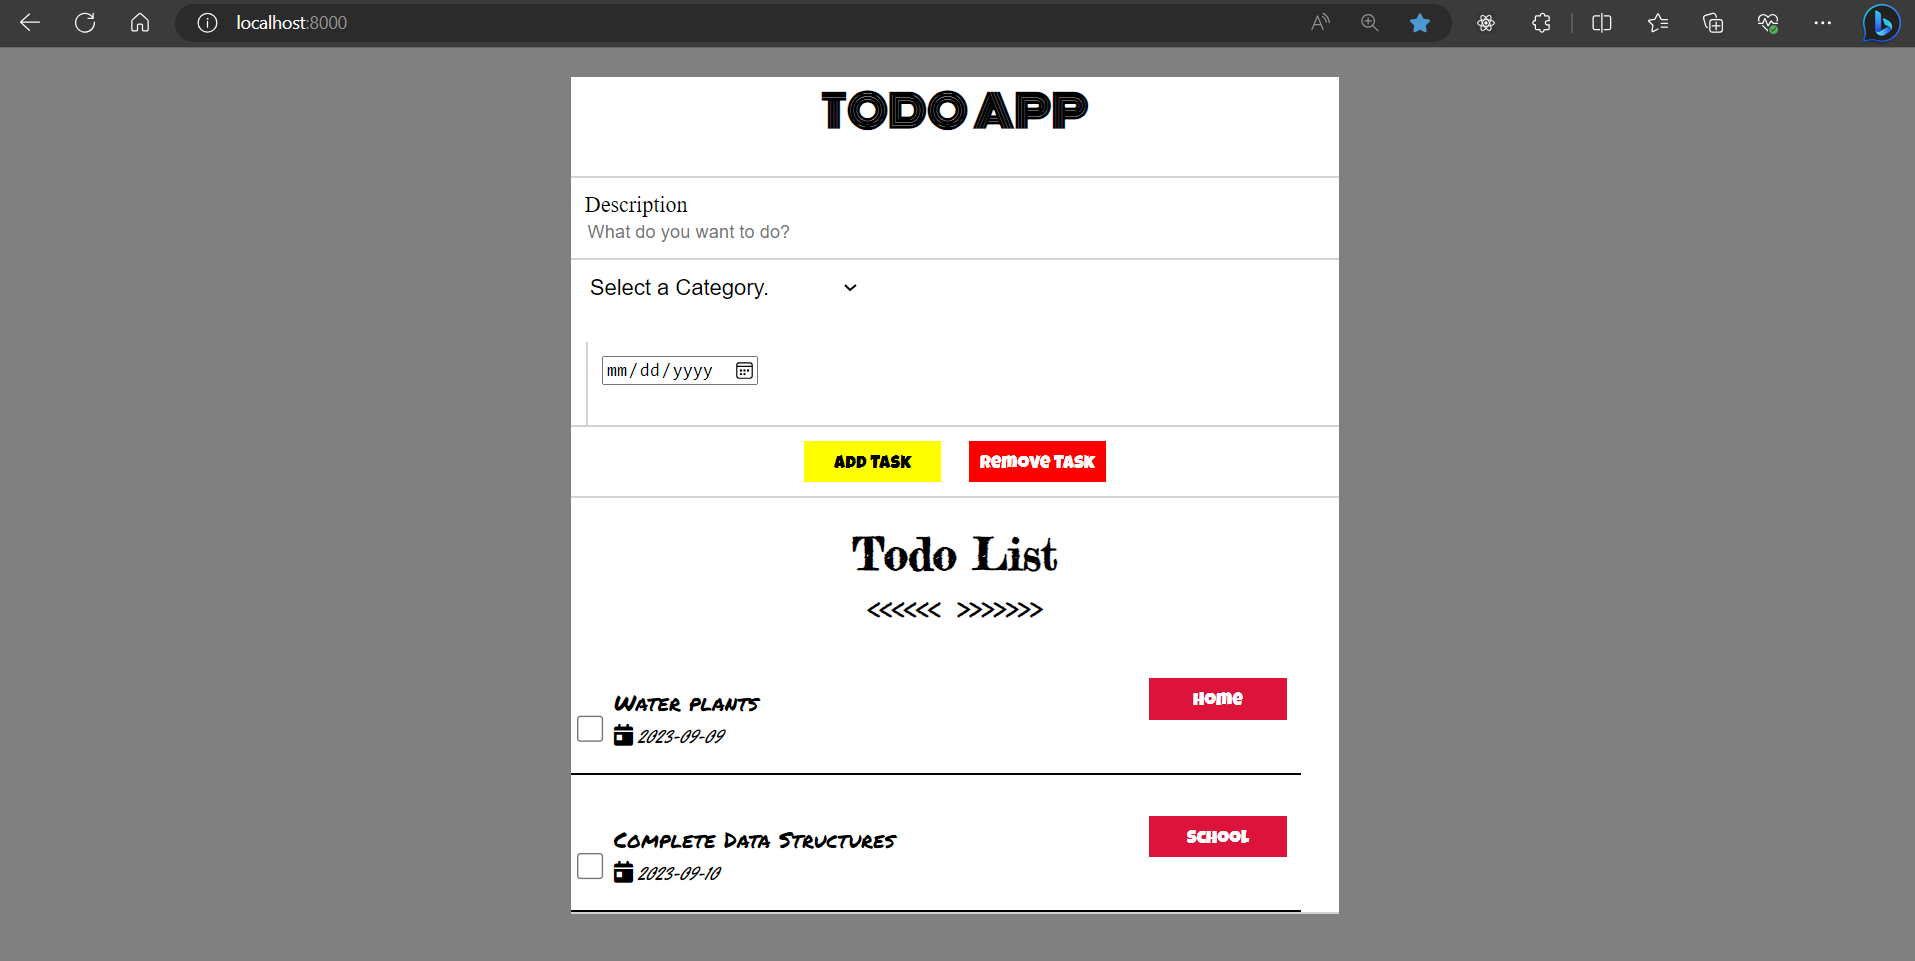 localhost:8000
TODO APP
Description
What do you want to do?
Select a Category.
mm/dd/yyyy
ADD TASK
Remove TASK
Todo List
<<<<<< >>>>>>>
Water plants
Home
2023-09-09
Complete Data Structures
School
2023-09-10